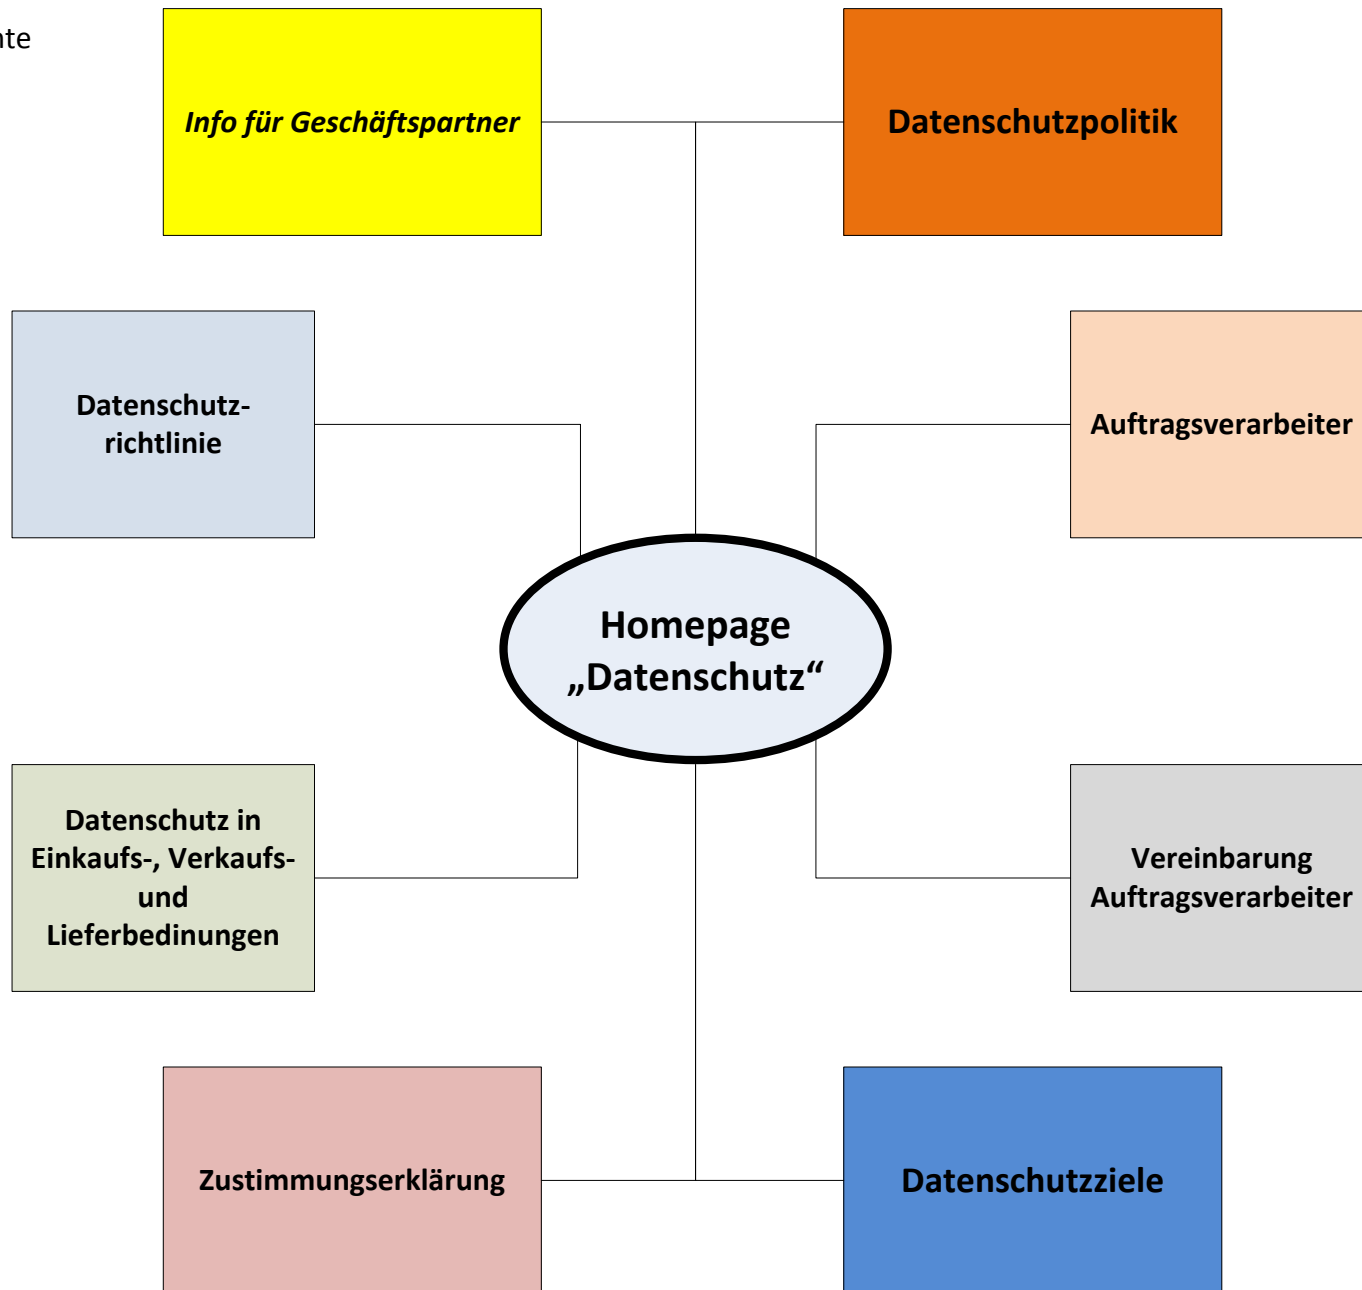 nte
Info für Geschäftspartner
Datenschutzpolitik
Datenschutz-
richtlinie
Auftragsverarbeiter
Homepage
„Datenschutz“
Datenschutz in
Einkaufs-, Verkaufs-
und
Lieferbedinungen
Vereinbarung
Auftragsverarbeiter
Zustimmungserklärung
Datenschutzziele